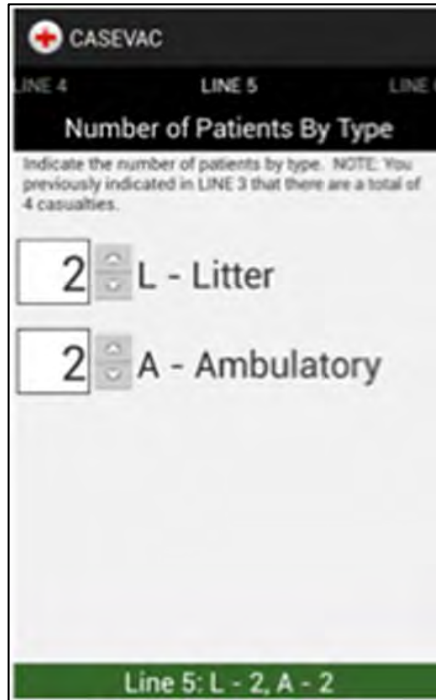 CASEVAC
LINE 4 LINE 5 LINE
Number of Patients By Type
Indicate the number of patients by type. NOTE: You
previously indicated in LINE 3 that there are a total of
4 casualties.
2 L - Litter
2 A - Ambulatory
Line 5: L - 2, A - 2